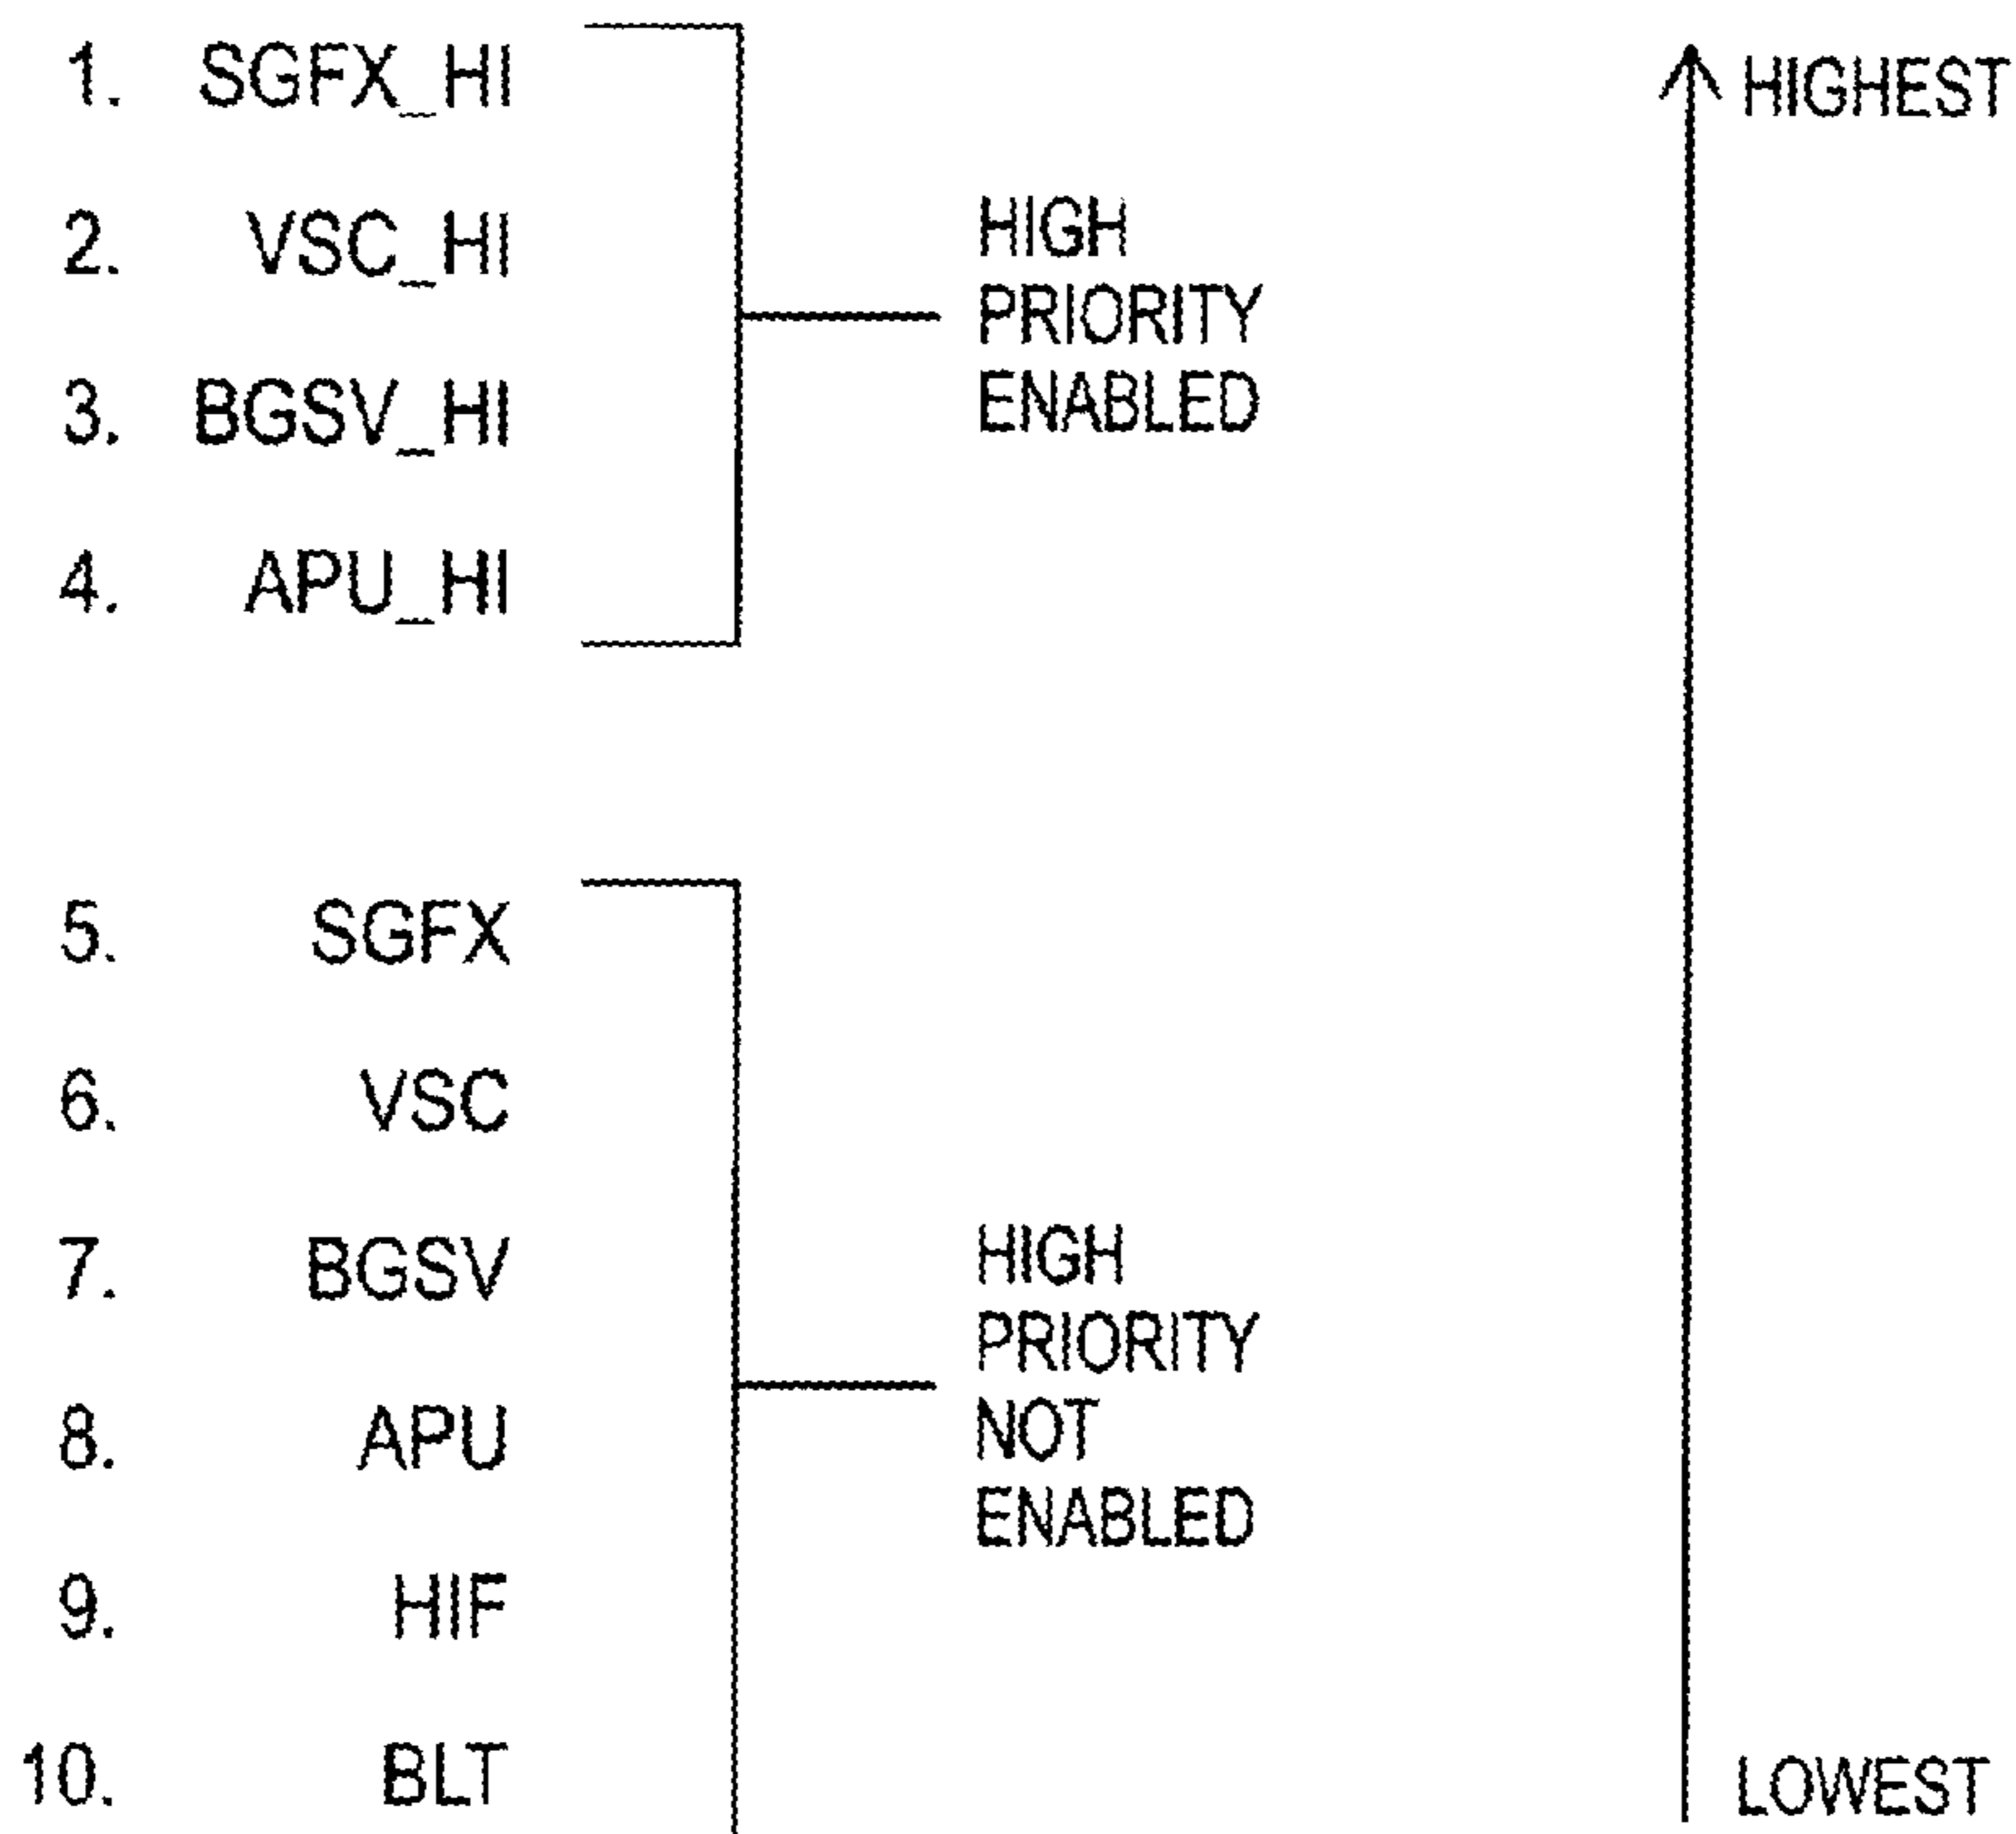 1. SGFX_HI
2. VSC_HI
3. BGSV_HI
4. APU_HI
HIGH
PRIORITY
ENABLED
5. SGFX
6. VSC
7. BGSV
8. APU
9. HIF
10. BLT
HIGH
PRIORITY
NOT
ENABLED
HIGHEST
LOWEST